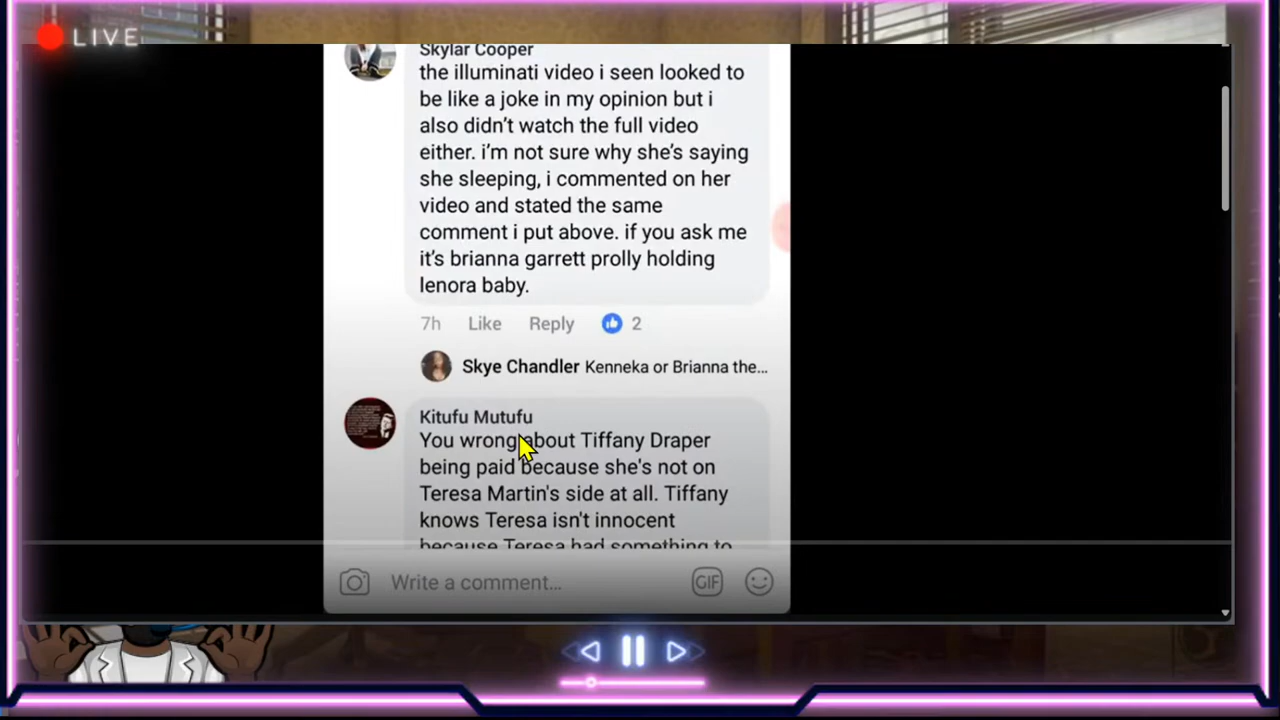 LIVE
Skylar Cooper
the illuminati video i seen looked to
be like a joke in my opinion but i
also didn't watch the full video
either. i'm not sure why she's saying
she sleeping, i commented on her
video and stated the same
comment i put above. if you ask me
it's brianna garrett prolly holding
lenora baby.
7h Like Reply 2
Skye Chandler Kenneka or Brianna the...
Kitufu Mutufu
You wrong about Tiffany Draper
being paid because she's not on
Teresa Martin's side at all. Tiffany
knows Teresa isn't innocent
because Teresa had something to
Write a comment...
GIF